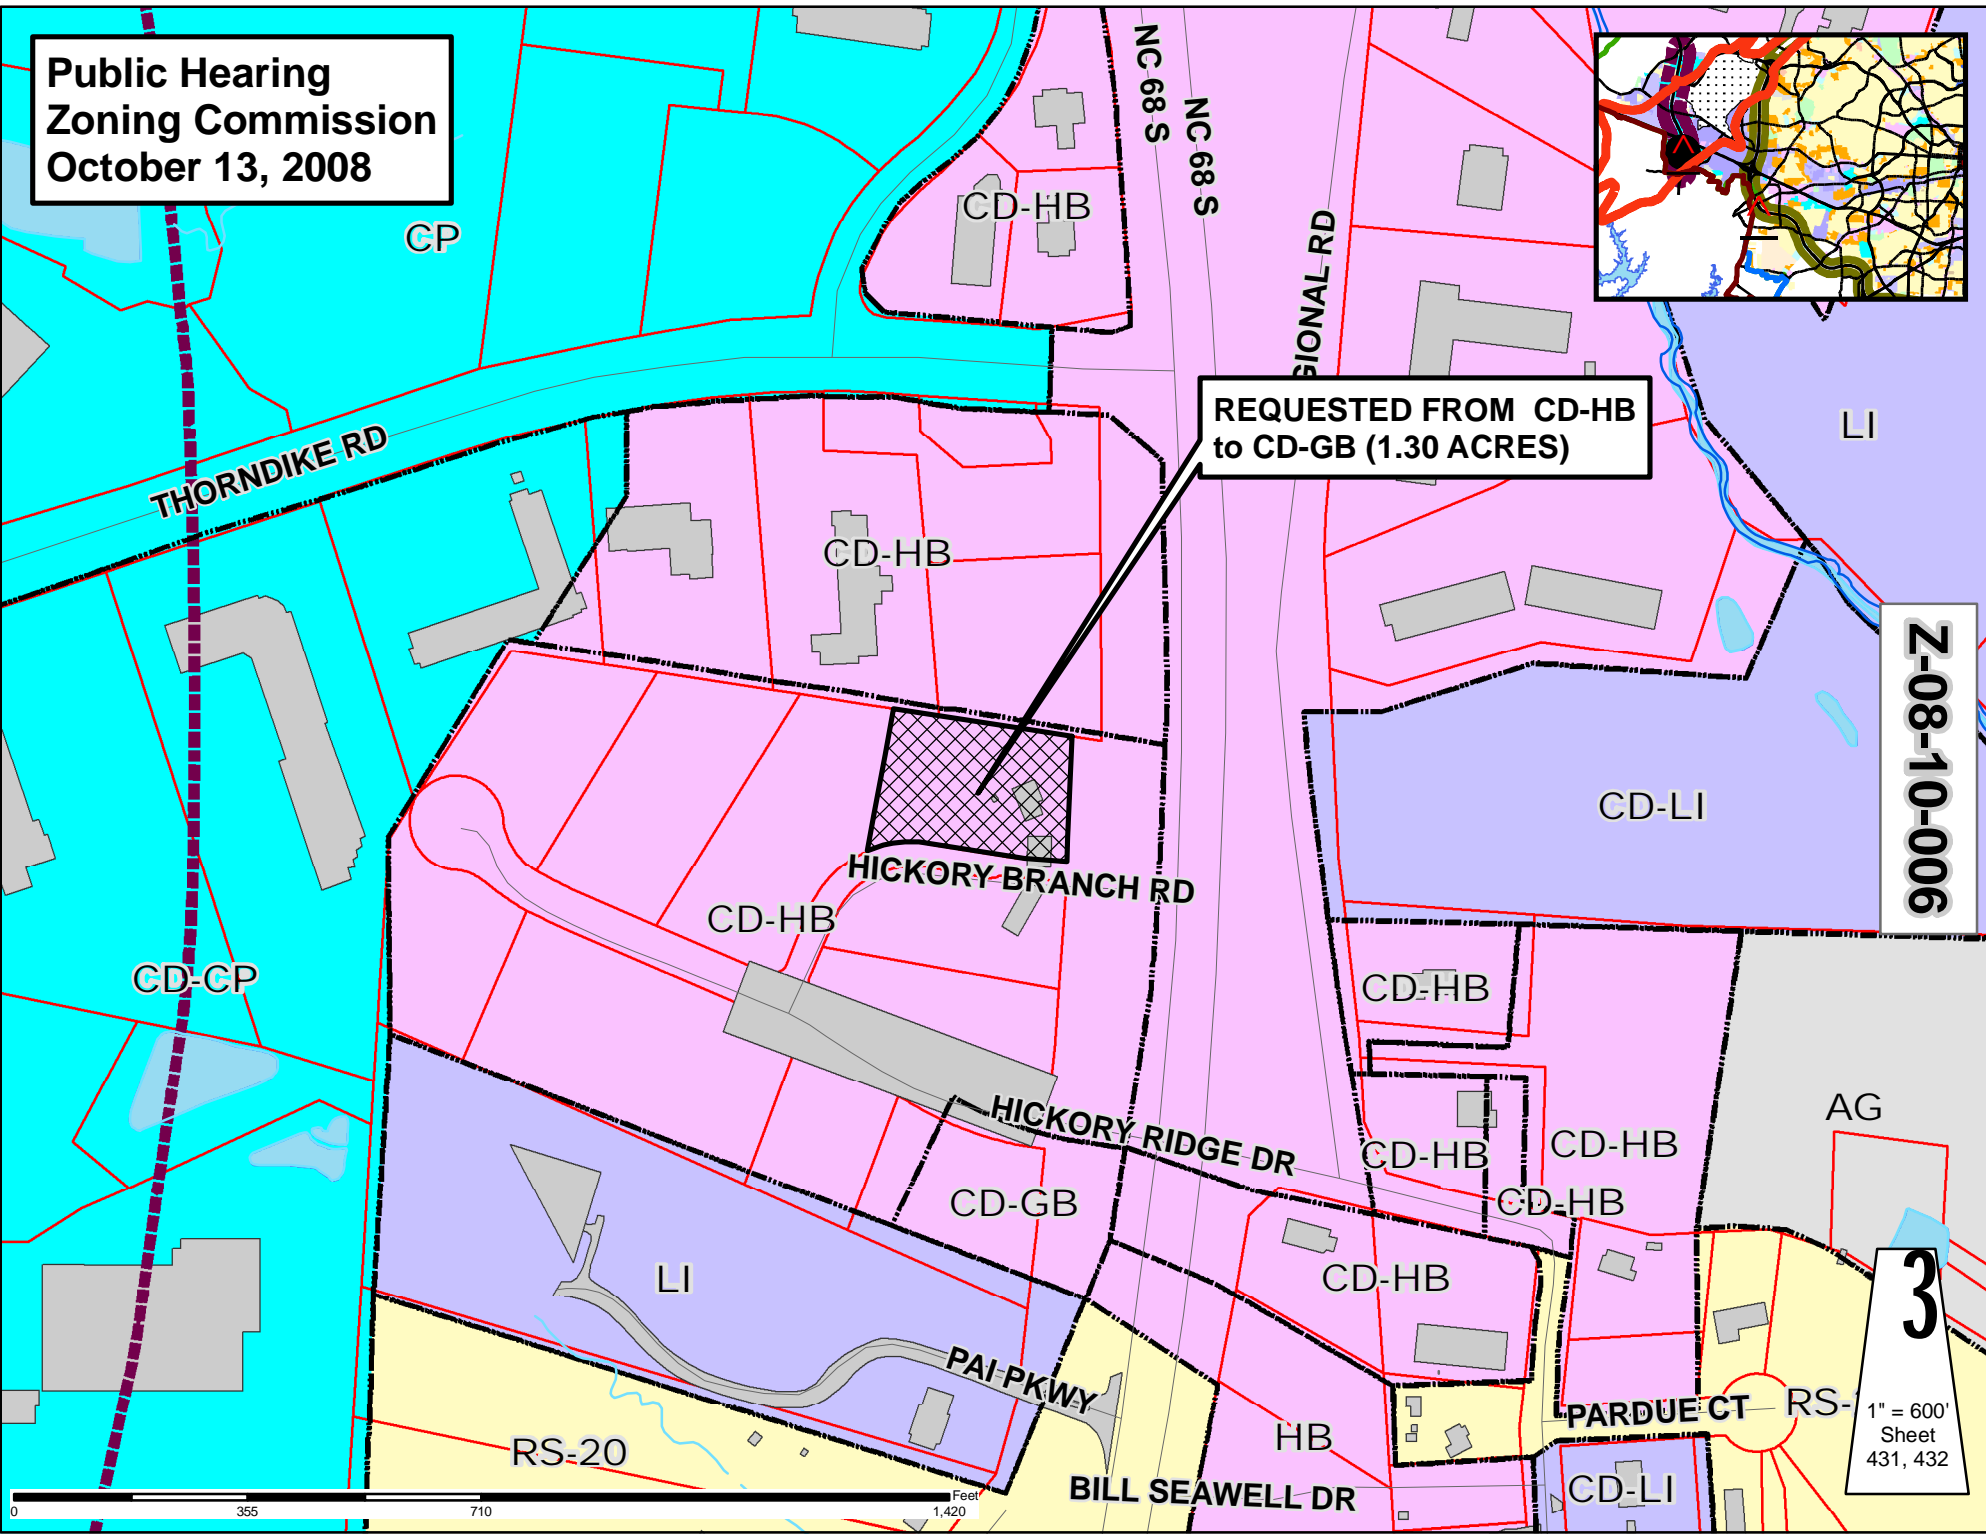 Public Hearing
Zoning Commission
October 13, 2008
NC 68 S
NC 68 S
CD-HB
CP
GIONAL RD
REQUESTED FROM CD-HB
to CD-GB (1.30 ACRES)
LI
THORNDIKE RD
CD-HB
Z-08-10-006
CD-LI
HICKORY BRANCH RD
CD-HB
CD-CP
CD-HB
AG
HICKORY RIDGE DR
CD-HB
CD-HB
CD-HB
CD-GB
LI
CD-HB
3
PAI PKWY
PARDUE CT
RS-
1" = 600'
Sheet
431, 432
HB
RS-20
BILL SEAWELL DR
CD-LI
0 355 710 1,420
Feet